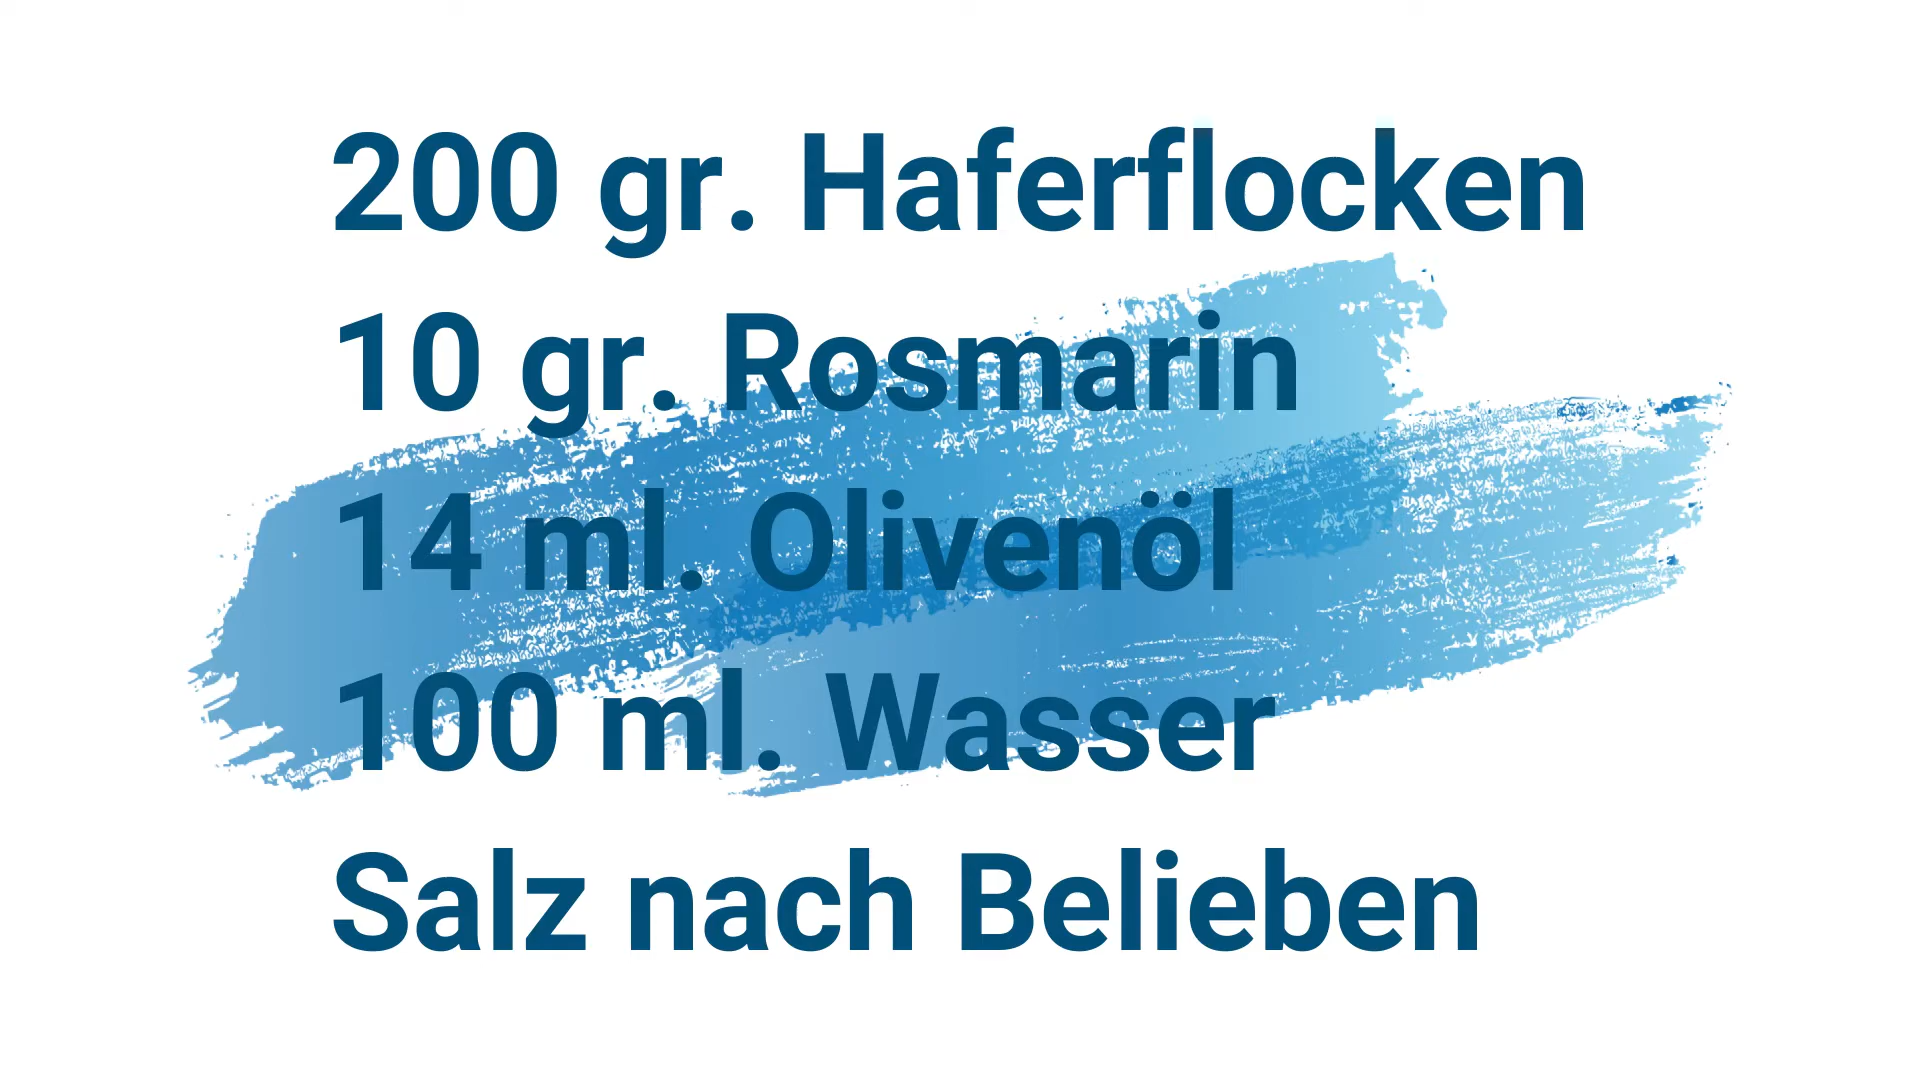 200 gr. Haferflocken
10 gr. Rosmarin
14 ml. Olivenöl
100 ml. Wasser
Salz nach Belieben